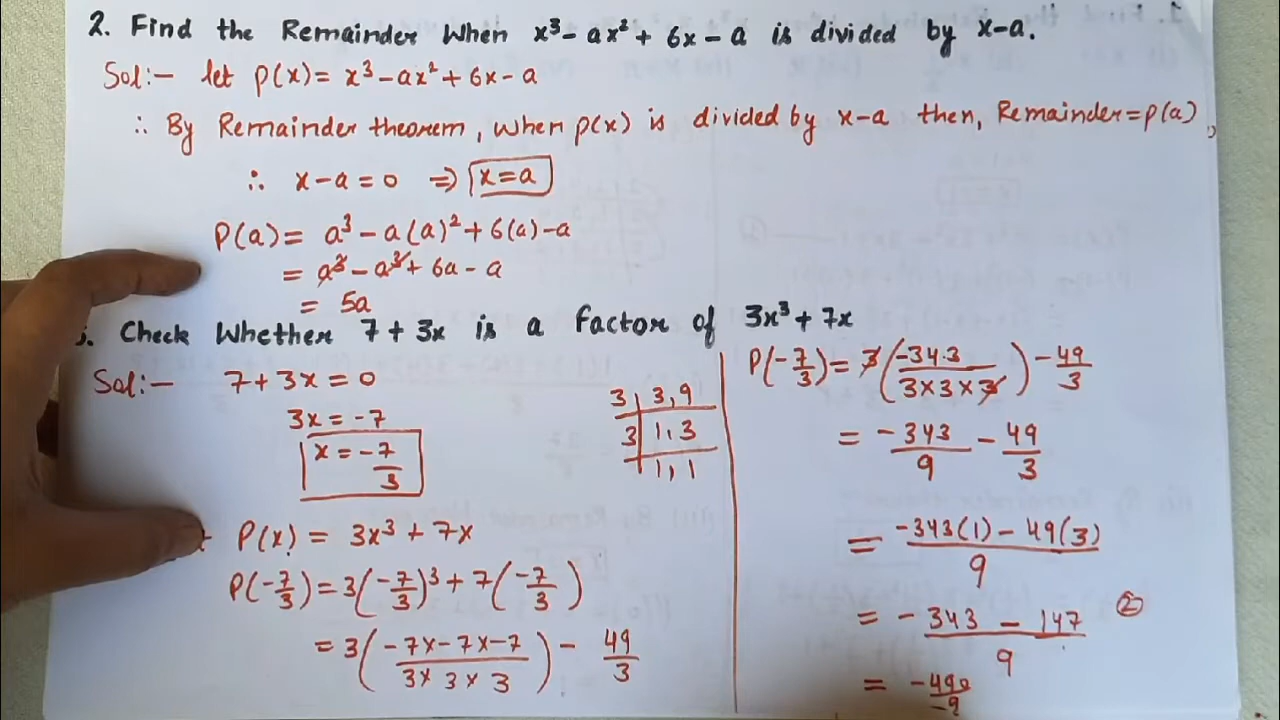 2. Find the Remainder When x³ - ax² + 6x - a is divided by x-a.
Sol:- let p(x) = x³ - ax² + 6x - a
∴ By Remainder theorem, when p(x) is divided by x-a then, Remainder = p(a),
∴ x-a = 0 ⇒ x=a
P(a) = a³ - a(a)² + 6(a) - a
= a³ - a³ + 6a - a
= 5a
3. Check Whether 7 + 3x is a factor of 3x³ + 7x
Sol:- 7 + 3x = 0
3x = -7
x = -7/3
P(x) = 3x³ + 7x
P(-7/3) = 3(-7/3)³ + 7(-7/3)
= 3(-7×-7×-7 / 3×3×3) - 49/3
3 | 3, 9
3 | 1, 3
1, 1
P(-7/3) = 3(-343 / 3×3×3) - 49/3
= -343/9 - 49/3
= -343(1) - 49(3) / 9
= -343 - 147 / 9
②
= -490/-9